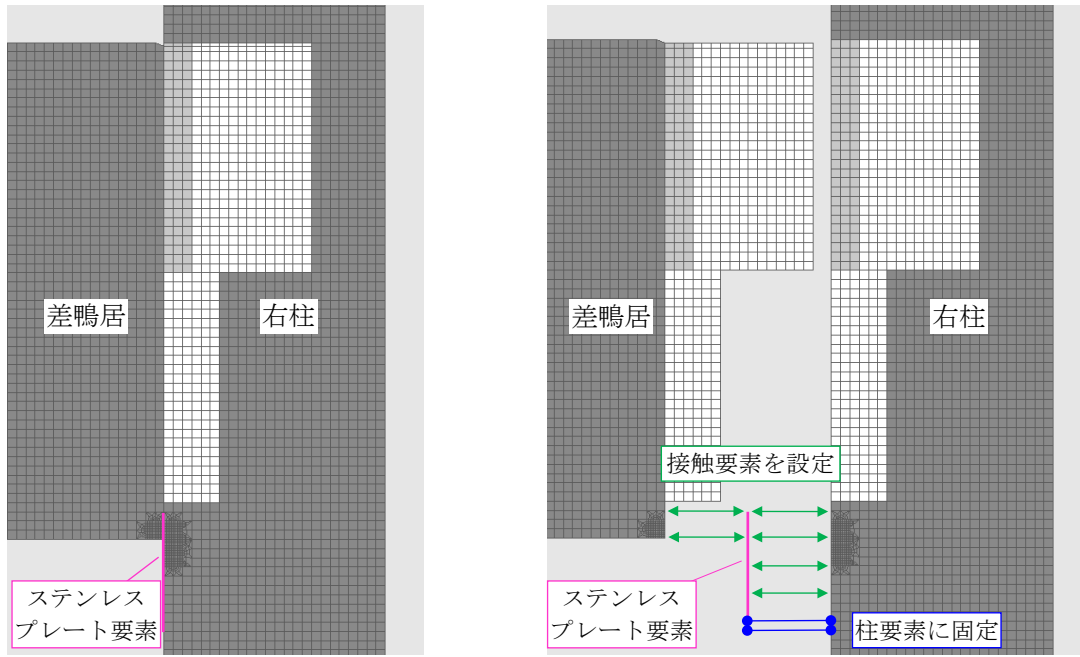 差鴨居
右柱
ステンレス
プレート要素
差鴨居
右柱
接触要素を設定
ステンレス
プレート要素
柱要素に固定